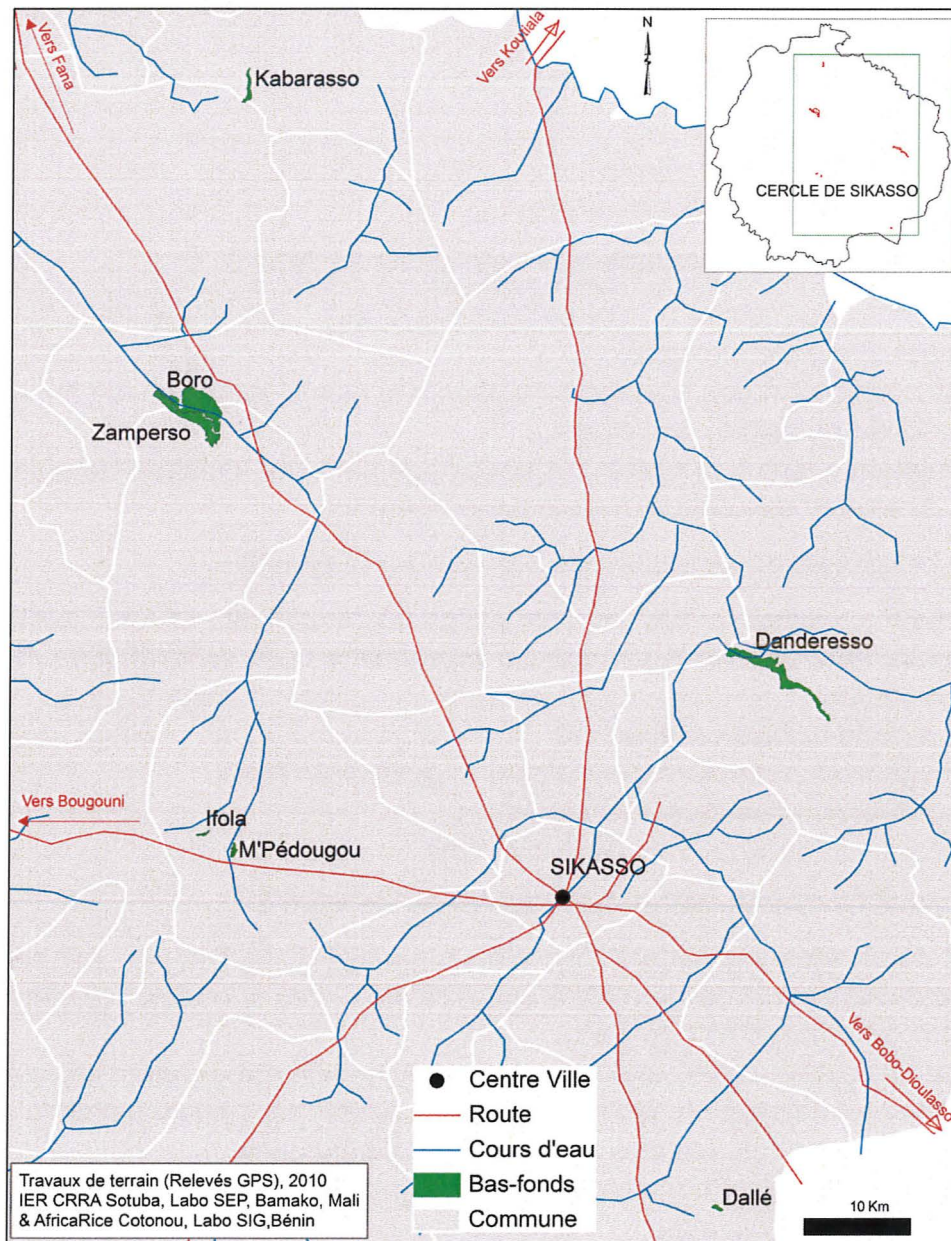 Vers Fana
Kabarasso
Vers Koutiala
N
CERCLE DE SIKASSO
Boro
Zamperso
Danderesso
Vers Bougouni
Ifola
M'Pédougou
SIKASSO
Vers Bobo-Dioulasso
Centre Ville
Route
Cours d'eau
Bas-fonds
Commune
Dallé
10 Km
Travaux de terrain (Relevés GPS), 2010
IER CRRA Sotuba, Labo SEP, Bamako, Mali
& AfricaRice Cotonou, Labo SIG,Bénin